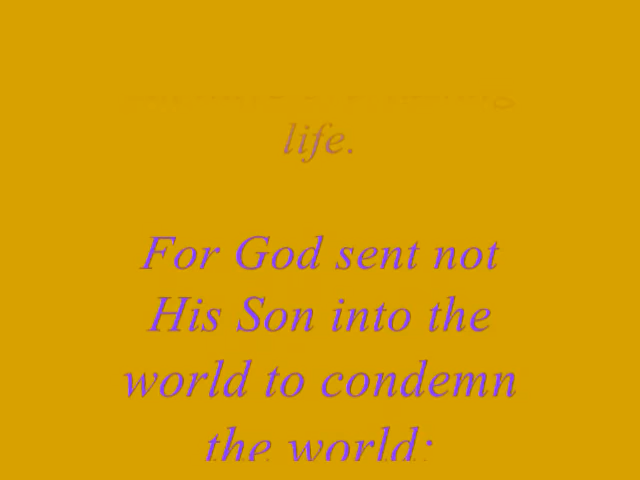 life.
For God sent not
His Son into the
world to condemn
the world;